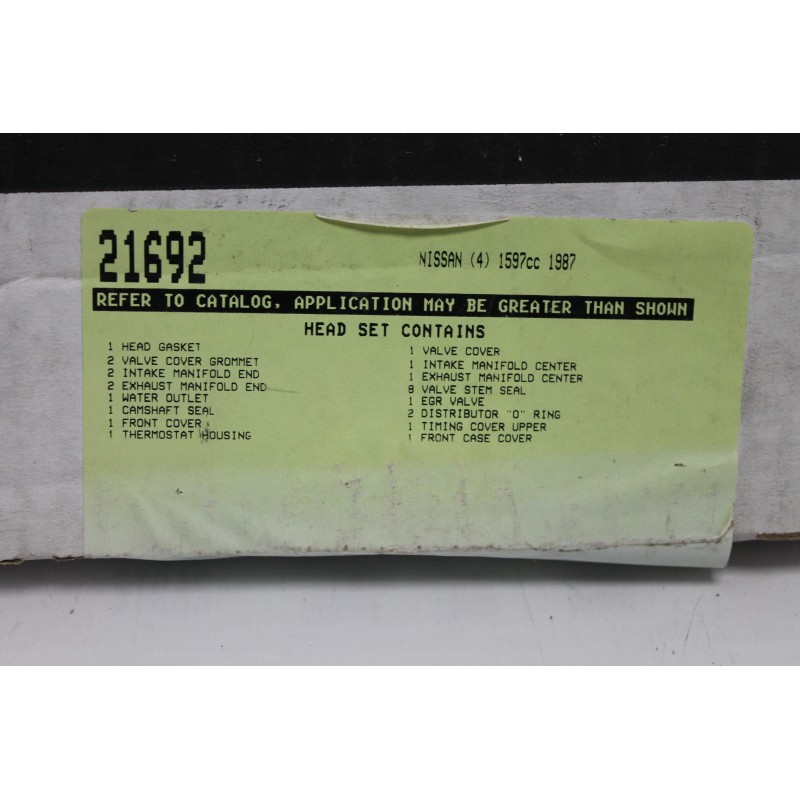 21692
NISSAN (4) 1597cc 1987
REFER TO CATALOG, APPLICATION MAY BE GREATER THAN SHOWN
HEAD SET CONTAINS
1 HEAD GASKET
2 VALVE COVER GROMMET
2 INTAKE MANIFOLD END
2 EXHAUST MANIFOLD END
1 WATER OUTLET
1 CAMSHAFT SEAL
1 FRONT COVER
1 THERMOSTAT HOUSING
1 VALVE COVER
1 INTAKE MANIFOLD CENTER
1 EXHAUST MANIFOLD CENTER
8 VALVE STEM SEAL
1 EGR VALVE
2 DISTRIBUTOR "O" RING
1 TIMING COVER UPPER
1 FRONT CASE COVER